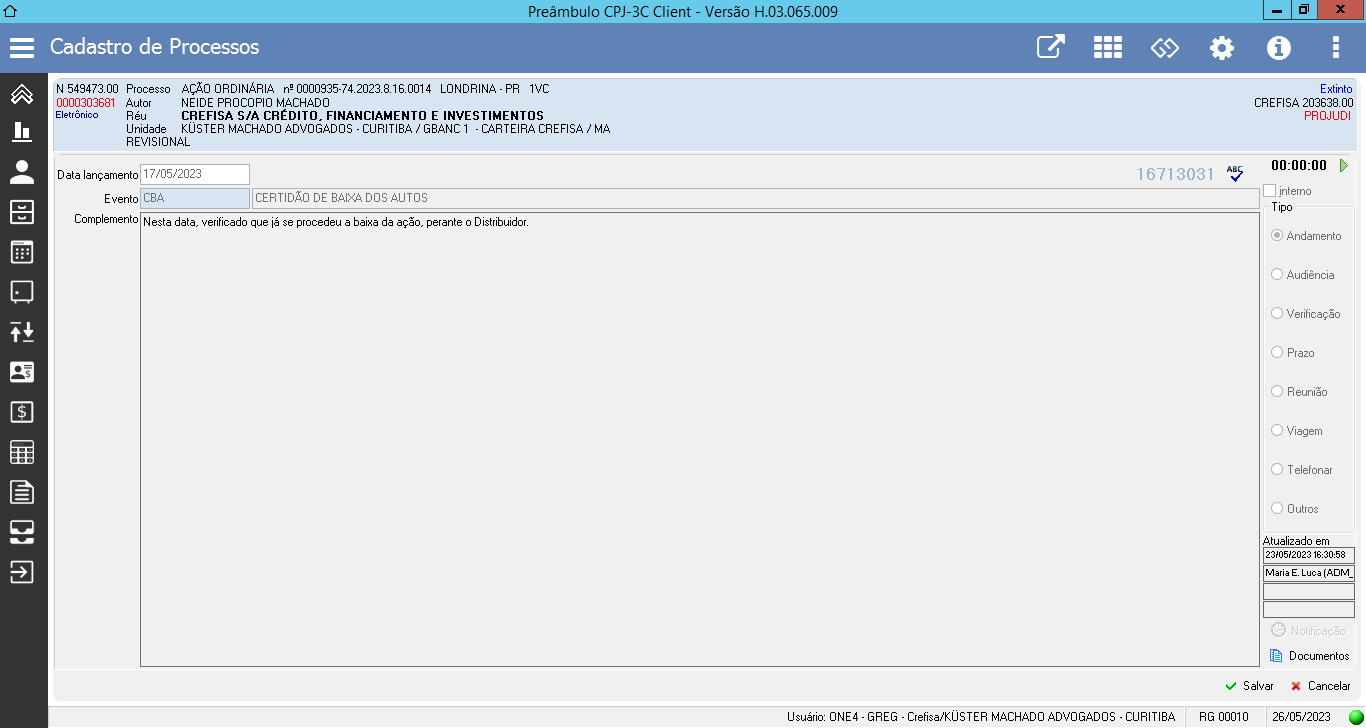 Preâmbulo CPJ-3C Client - Versão H.03.065.009
Cadastro de Processos
N 549473.00 Processo AÇÃO ORDINÁRIA nº 0000935-74.2023.8.16.0014 LONDRINA - PR 1VC Extinto
0000303681 Autor NEIDE PROCOPIO MACHADO CREFISA 203638.00
Eletrônico Réu CREFISA S/A CRÉDITO, FINANCIAMENTO E INVESTIMENTOS PROJUDI
Unidade KÜSTER MACHADO ADVOGADOS - CURITIBA / GBANC 1 - CARTEIRA CREFISA / MA
REVISIONAL
Data lançamento 17/05/2023 16713031 ABC 00:00:00
Evento CBA CERTIDÃO DE BAIXA DOS AUTOS interno
Complemento Nesta data, verificado que já se procedeu a baixa da ação, perante o Distribuidor.
Tipo
Andamento
Audiência
Verificação
Prazo
Reunião
Viagem
Telefonar
Outros
Atualizado em
23/05/2023 16:30:58
Maria E. Luca (ADM_
Notificação
Documentos
Salvar Cancelar
Usuário: ONE4 - GREG - Crefisa/KÜSTER MACHADO ADVOGADOS - CURITIBA RG 00010 26/05/2023